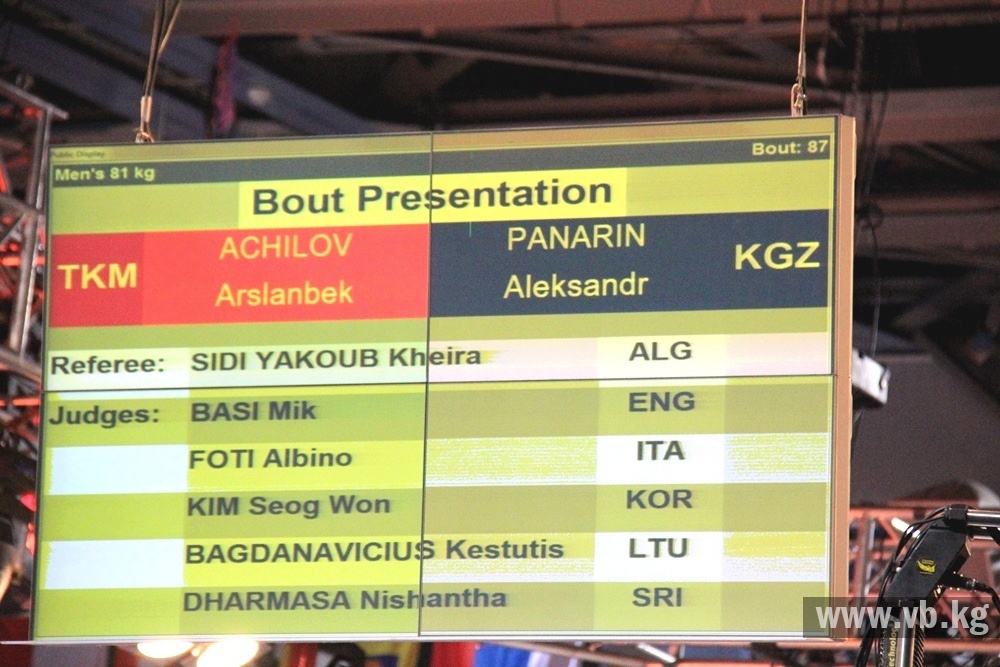 Public Display
Men's 81 kg Bout: 87
Bout Presentation
TKM ACHILOV Arslanbek
PANARIN Aleksandr KGZ
Referee: SIDI YAKOUB Kheira ALG
Judges: BASI Mik ENG
FOTI Albino ITA
KIM Seog Won KOR
BAGDANAVICIUS Kestutis LTU
DHARMASA Nishantha SRI
www.vb.kg